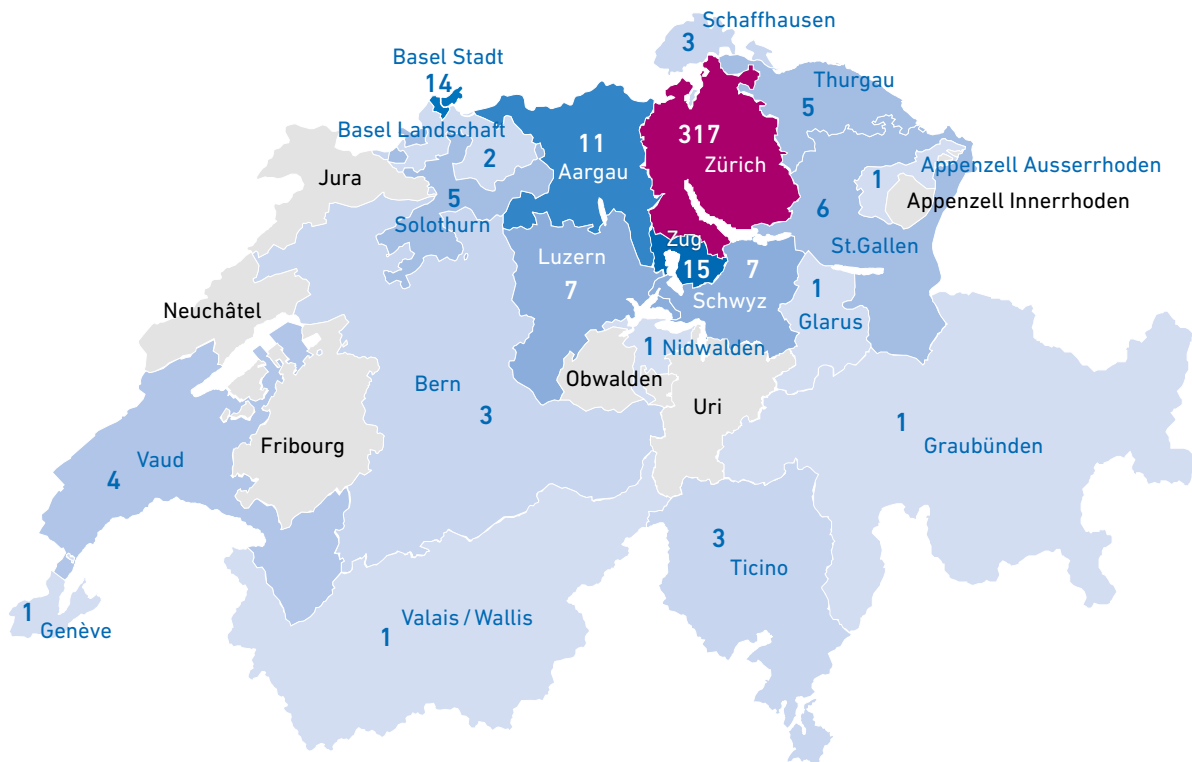 Schaffhausen
3
Basel Stadt
14
Thurgau
5
Basel Landschaft
2
11
Aargau
317
Zürich
Jura
5
Solothurn
1
Appenzell Ausserrhoden
Appenzell Innerrhoden
6
St.Gallen
Zug
15
Luzern
7
7
Schwyz
1
Glarus
Neuchâtel
1 Nidwalden
Obwalden
Bern
3
Uri
1
Graubünden
Fribourg
Vaud
4
3
Ticino
1
Genève
Valais / Wallis
1